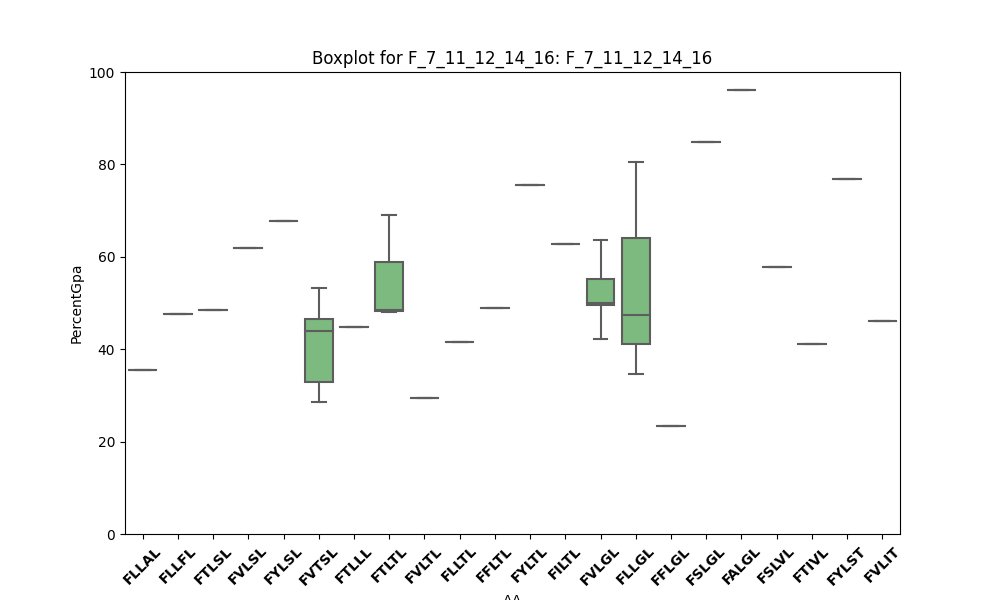 Boxplot for F_7_11_12_14_16: F_7_11_12_14_16
PercentGpa
100
80
60
40
20
0
FLLAL
FLLFL
FTLSL
FVLSL
FYLSL
FVTSL
FTLLL
FTLTL
FVLTL
FLLTL
FFLTL
FYLTL
FILTL
FVLGL
FLLGL
FFLGL
FSLGL
FALGL
FSLVL
FTIVL
FYLST
FVLIT
AA